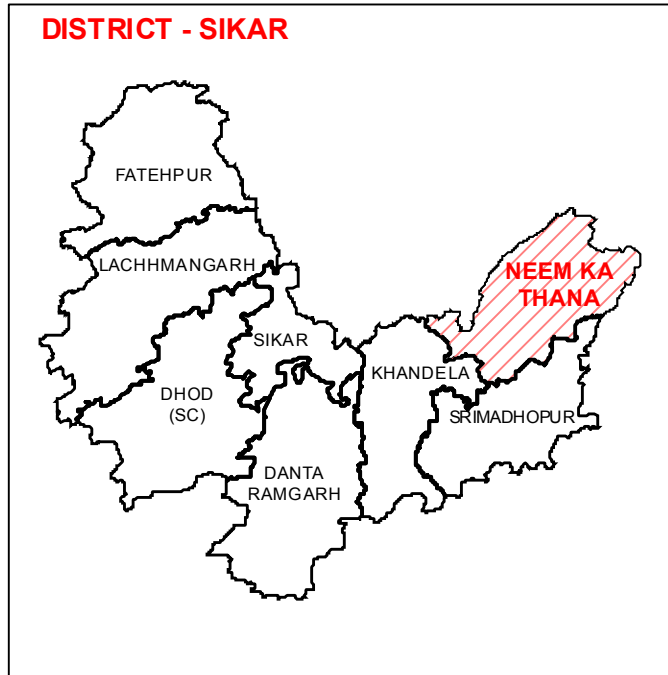 DISTRICT - SIKAR
FATEHPUR
LACHHMANGARH
NEEM KA
THANA
SIKAR
KHANDELA
DHOD
(SC)
SRIMADHOPUR
DANTA
RAMGARH